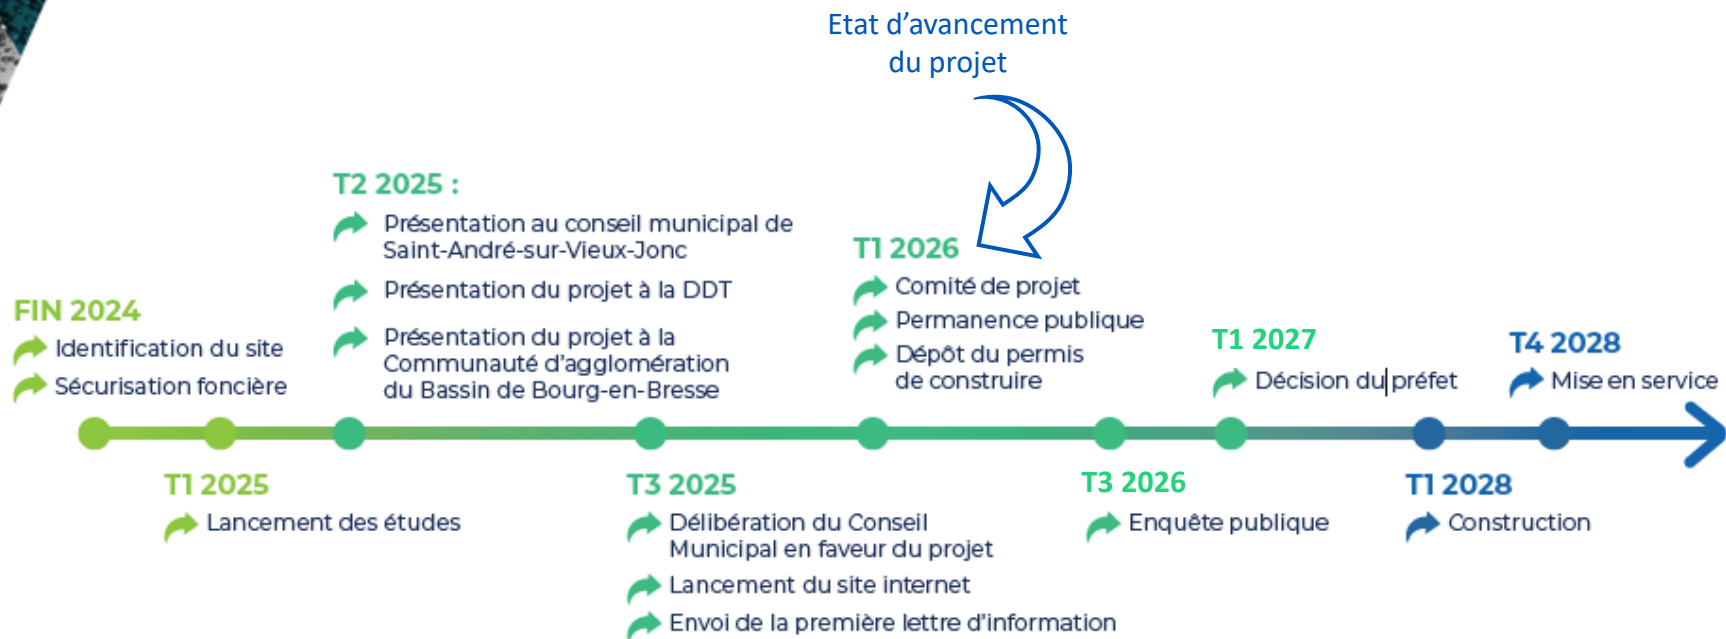 Etat d’avancement
du projet
T2 2025 :
Présentation au conseil municipal de
Saint-André-sur-Vieux-Jonc
Présentation du projet à la DDT
Présentation du projet à la
Communauté d'agglomération
du Bassin de Bourg-en-Bresse
T1 2026
Comité de projet
Permanence publique
Dépôt du permis
de construire
FIN 2024
Identification du site
Sécurisation foncière
T1 2027
Décision du préfet
T4 2028
Mise en service
T1 2025
Lancement des études
T3 2025
Délibération du Conseil
Municipal en faveur du projet
Lancement du site internet
Envoi de la première lettre d'information
T3 2026
Enquête publique
T1 2028
Construction